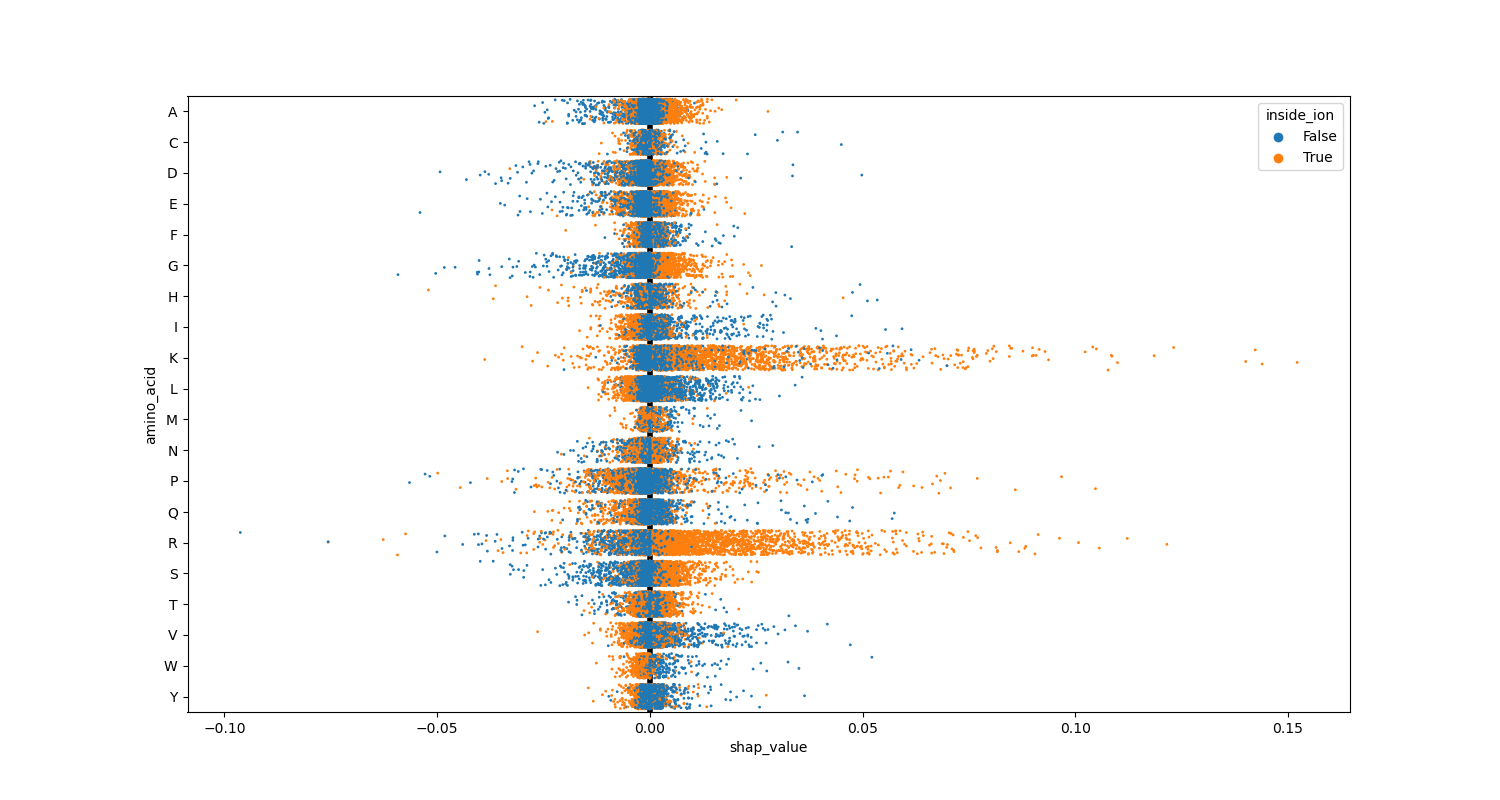 inside_ion
False
True
amino_acid
A
C
D
E
F
G
H
I
K
L
M
N
P
Q
R
S
T
V
W
Y
−0.10
−0.05
0.00
0.05
0.10
0.15
shap_value